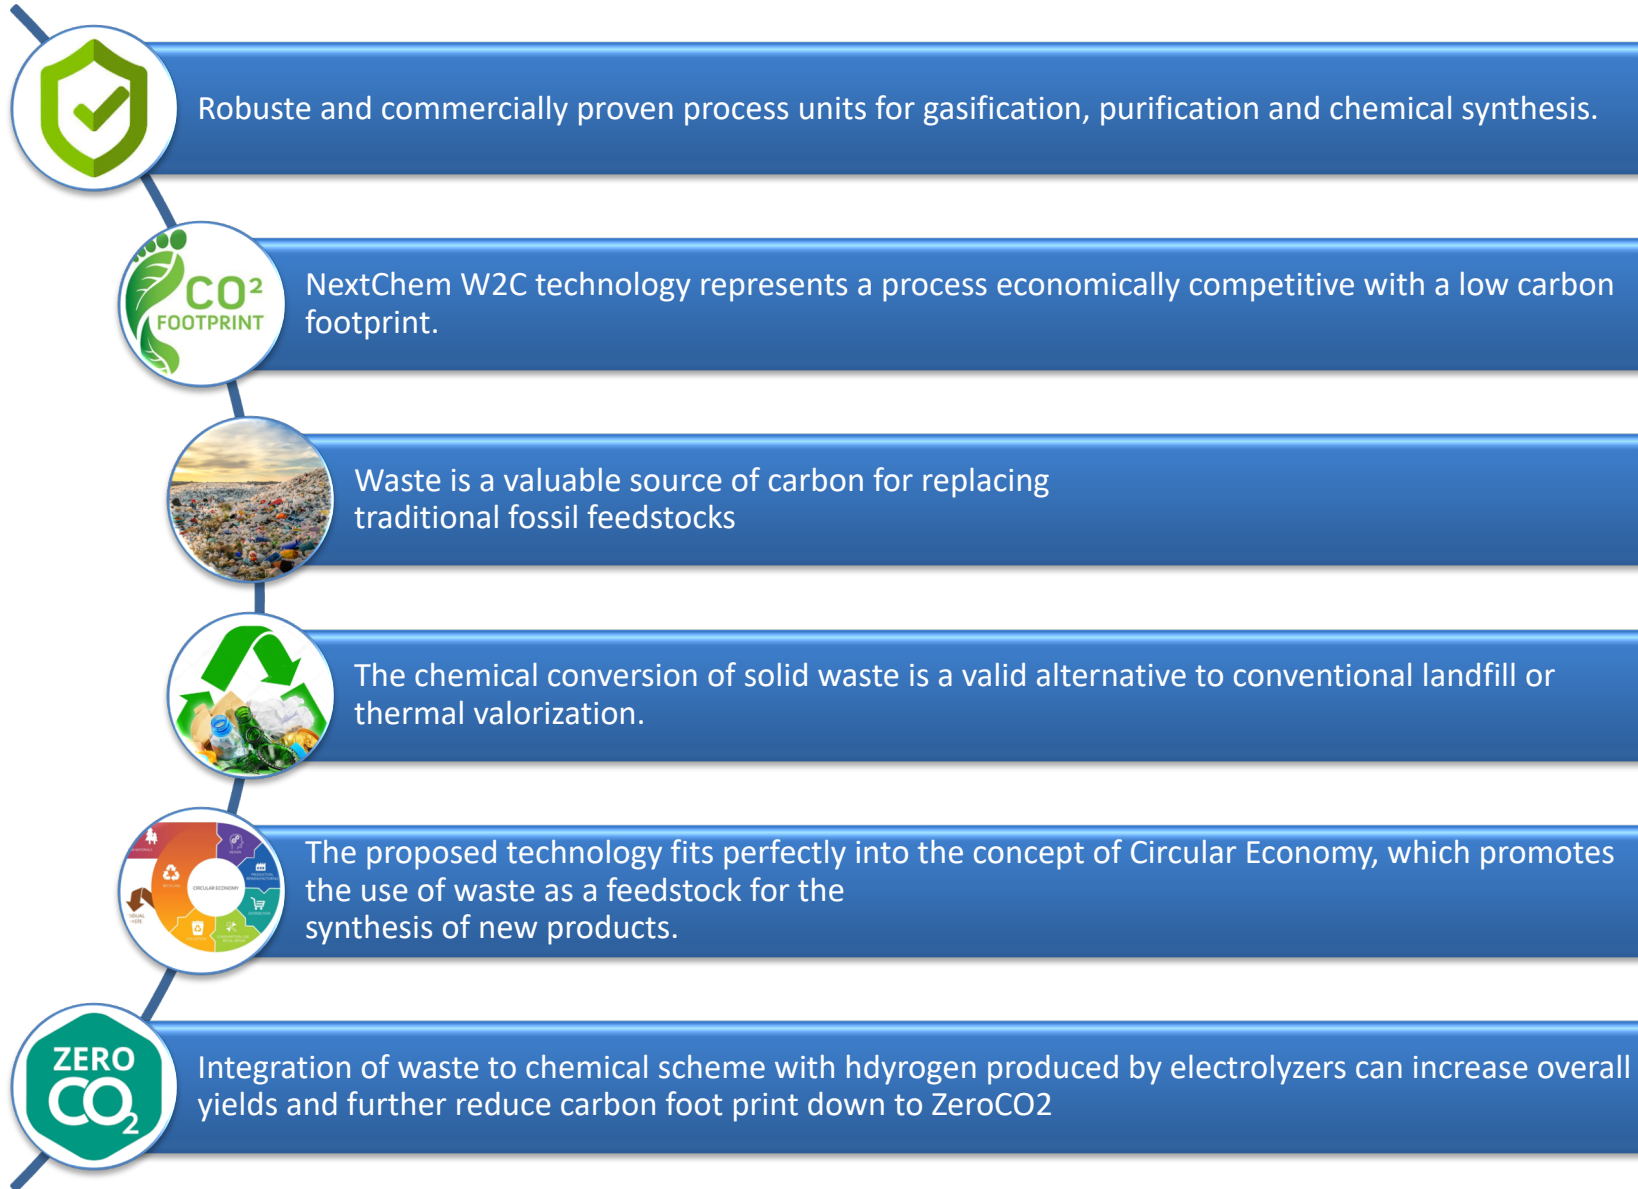 Robuste and commercially proven process units for gasification, purification and chemical synthesis.
CO²
FOOTPRINT
NextChem W2C technology represents a process economically competitive with a low carbon
footprint.
Waste is a valuable source of carbon for replacing
traditional fossil feedstocks
The chemical conversion of solid waste is a valid alternative to conventional landfill or
thermal valorization.
CIRCULAR ECONOMY
RECYCLING
DESIGN
The proposed technology fits perfectly into the concept of Circular Economy, which promotes
the use of waste as a feedstock for the
synthesis of new products.
ZERO
CO2
Integration of waste to chemical scheme with hdyrogen produced by electrolyzers can increase overall
yields and further reduce carbon foot print down to ZeroCO2